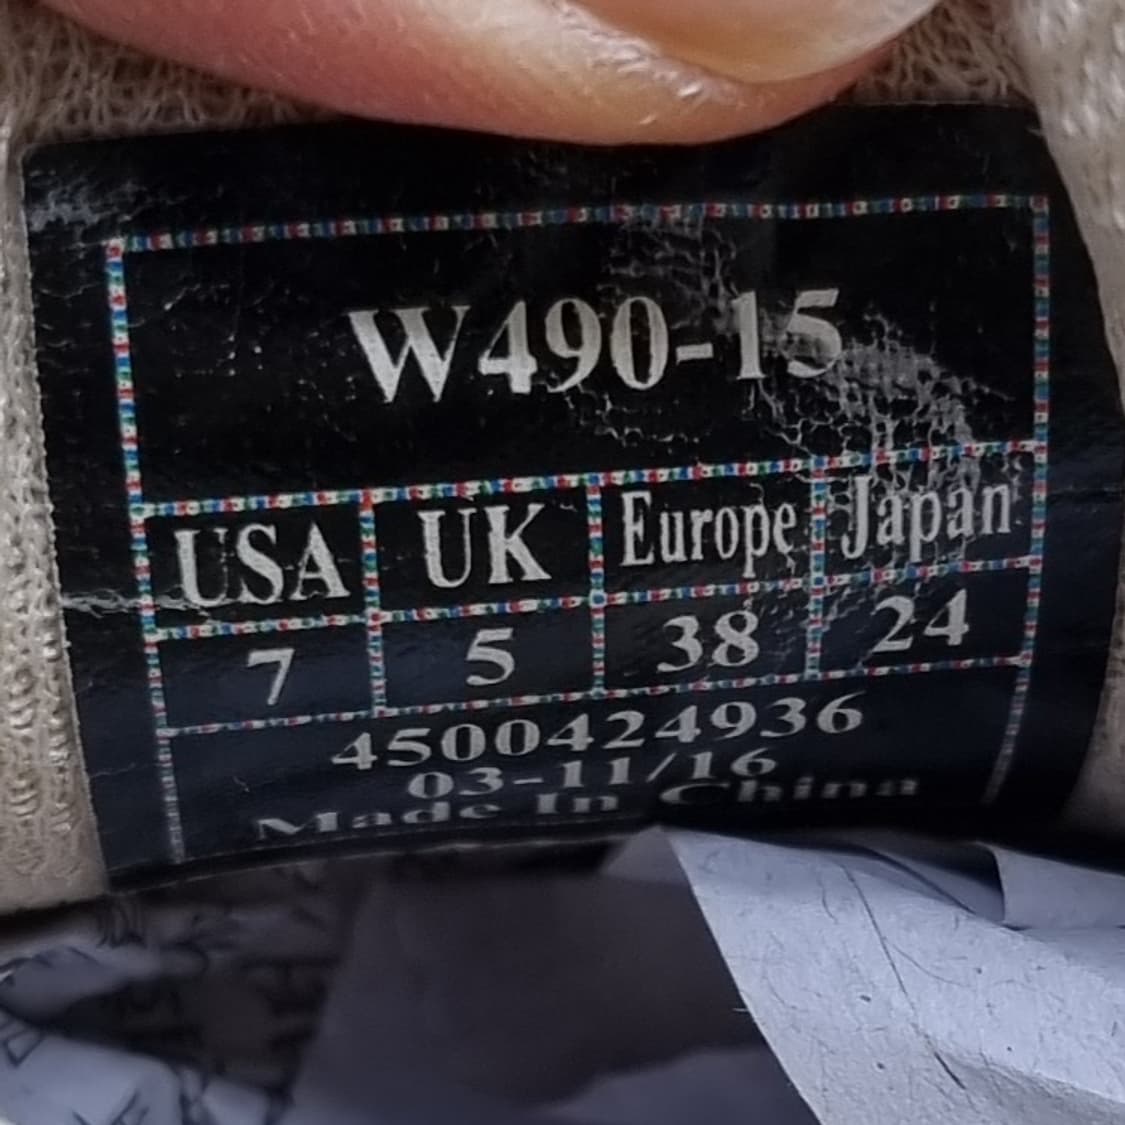 W490-15
USA UK Europe Japan
7 5 38 24
4500424936
03-11/16
Made In China